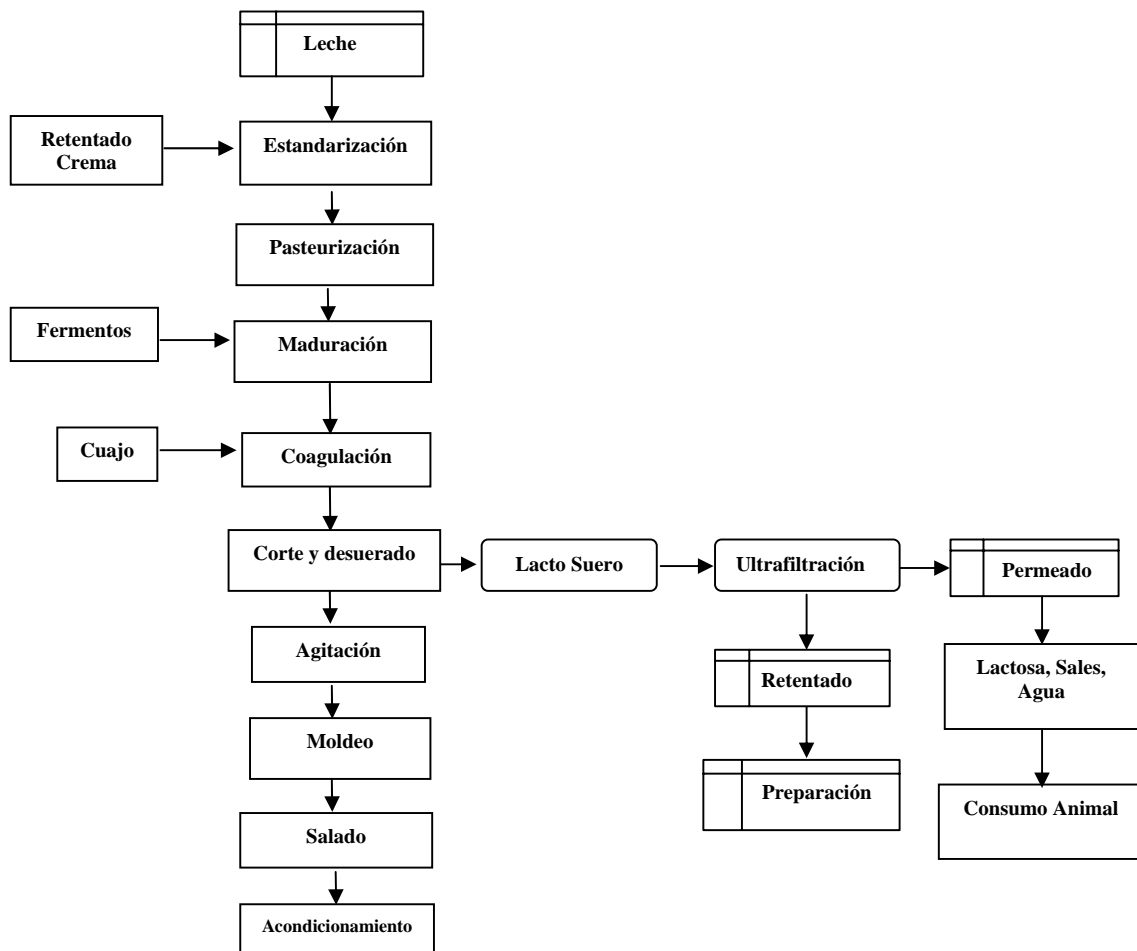 Leche
Retentado
Crema
Estandarización
Pasteurización
Fermentos
Maduración
Cuajo
Coagulación
Corte y desuerado
Lacto Suero
Ultrafiltración
Permeado
Agitación
Retentado
Lactosa, Sales,
Agua
Moldeo
Preparación
Consumo Animal
Salado
Acondicionamiento